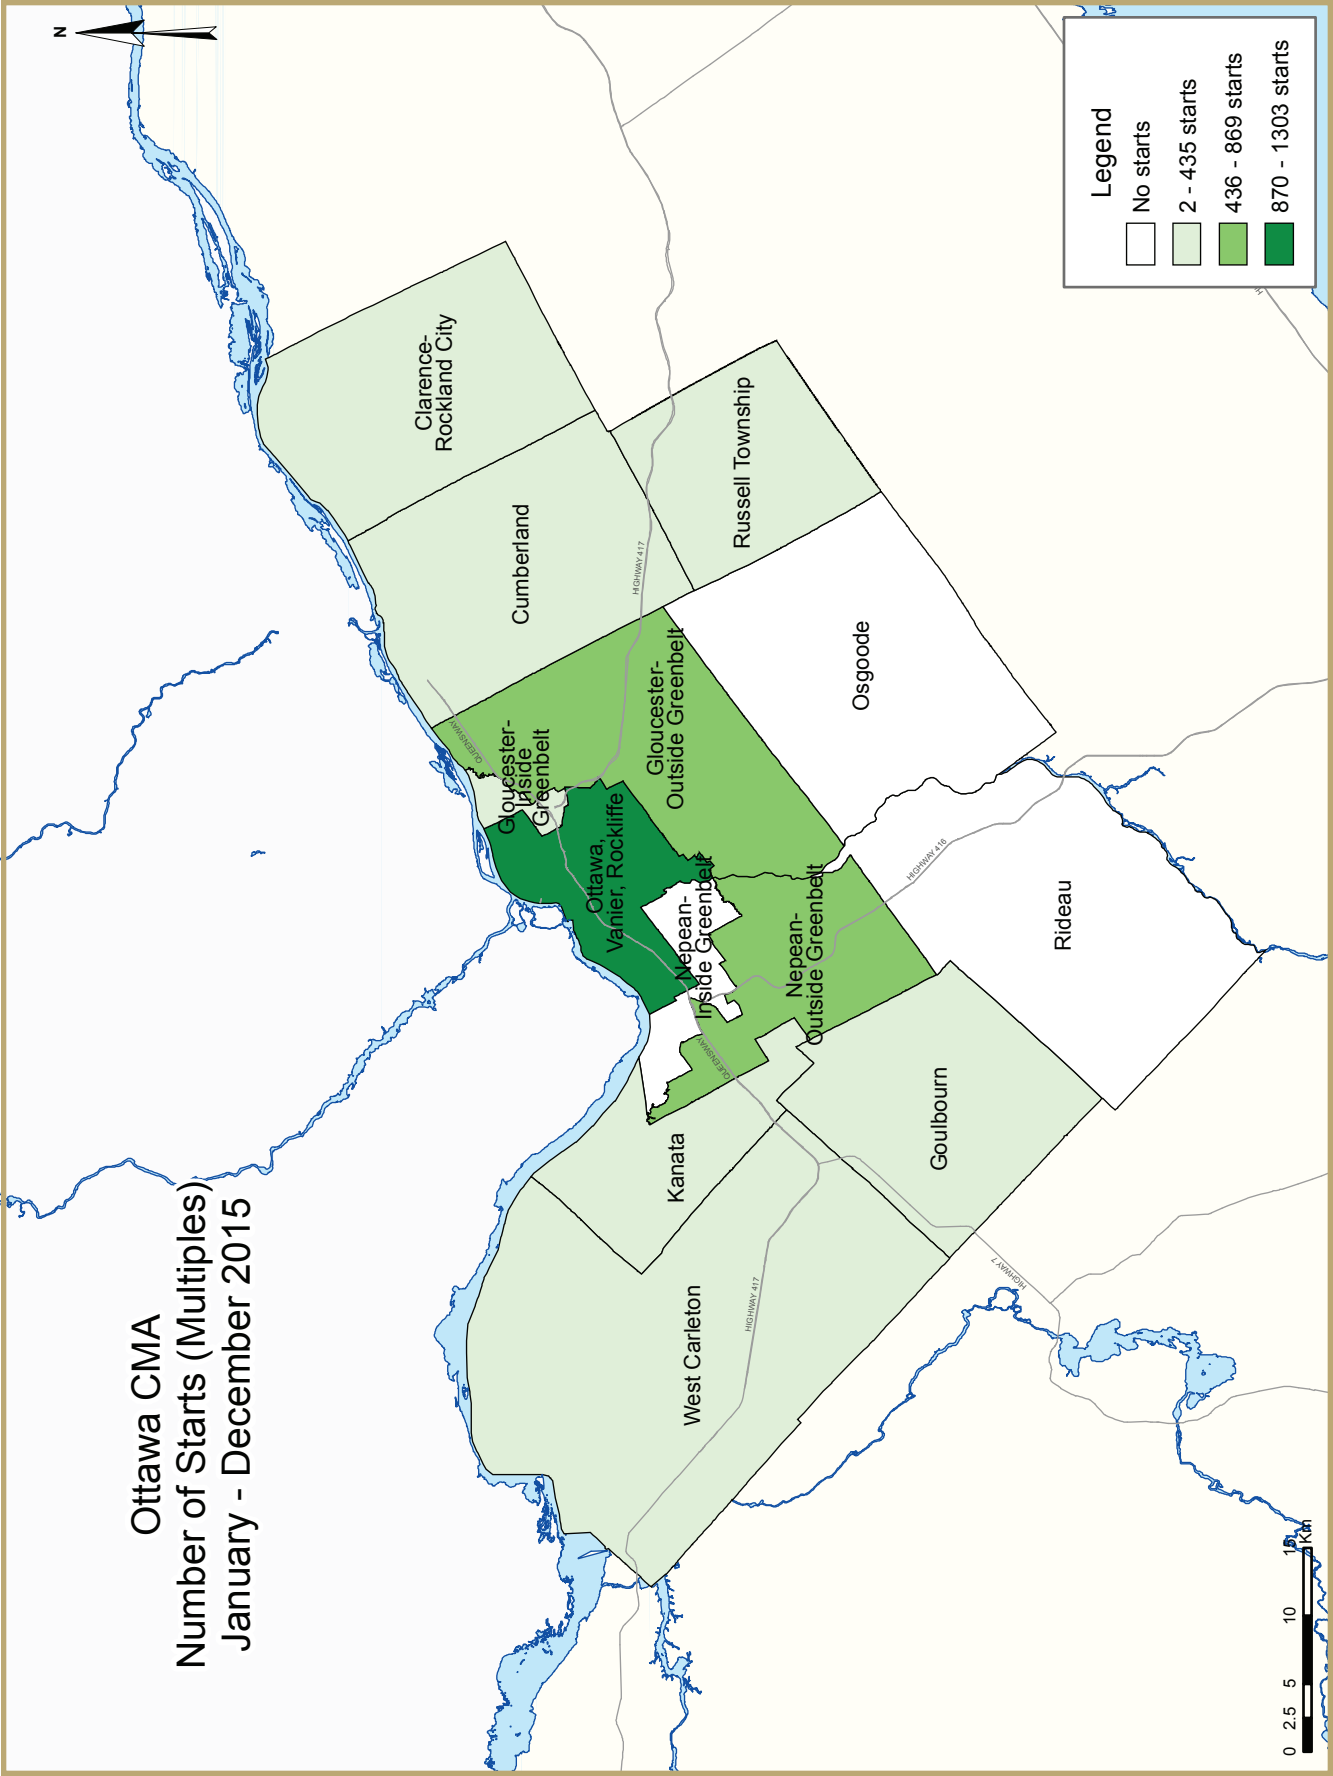 Ottawa CMA
Number of Starts (Multiples)
January - December 2015
N
Clarence-
Rockland City
Cumberland
Russell Township
Gloucester-
Inside
Greenbelt
Gloucester-
Outside Greenbelt
Ottawa,
Vanier, Rockliffe
Osgoode
Nepean-
Inside Greenbelt
Nepean-
Outside Greenbelt
Rideau
Kanata
Goulbourn
West Carleton
QUEENSWAY
HIGHWAY 417
QUEENSWAY
HIGHWAY 416
HIGHWAY 417
HIGHWAY 7
H
0 2.5 5 10 15
Km
Legend
No starts
2 - 435 starts
436 - 869 starts
870 - 1303 starts